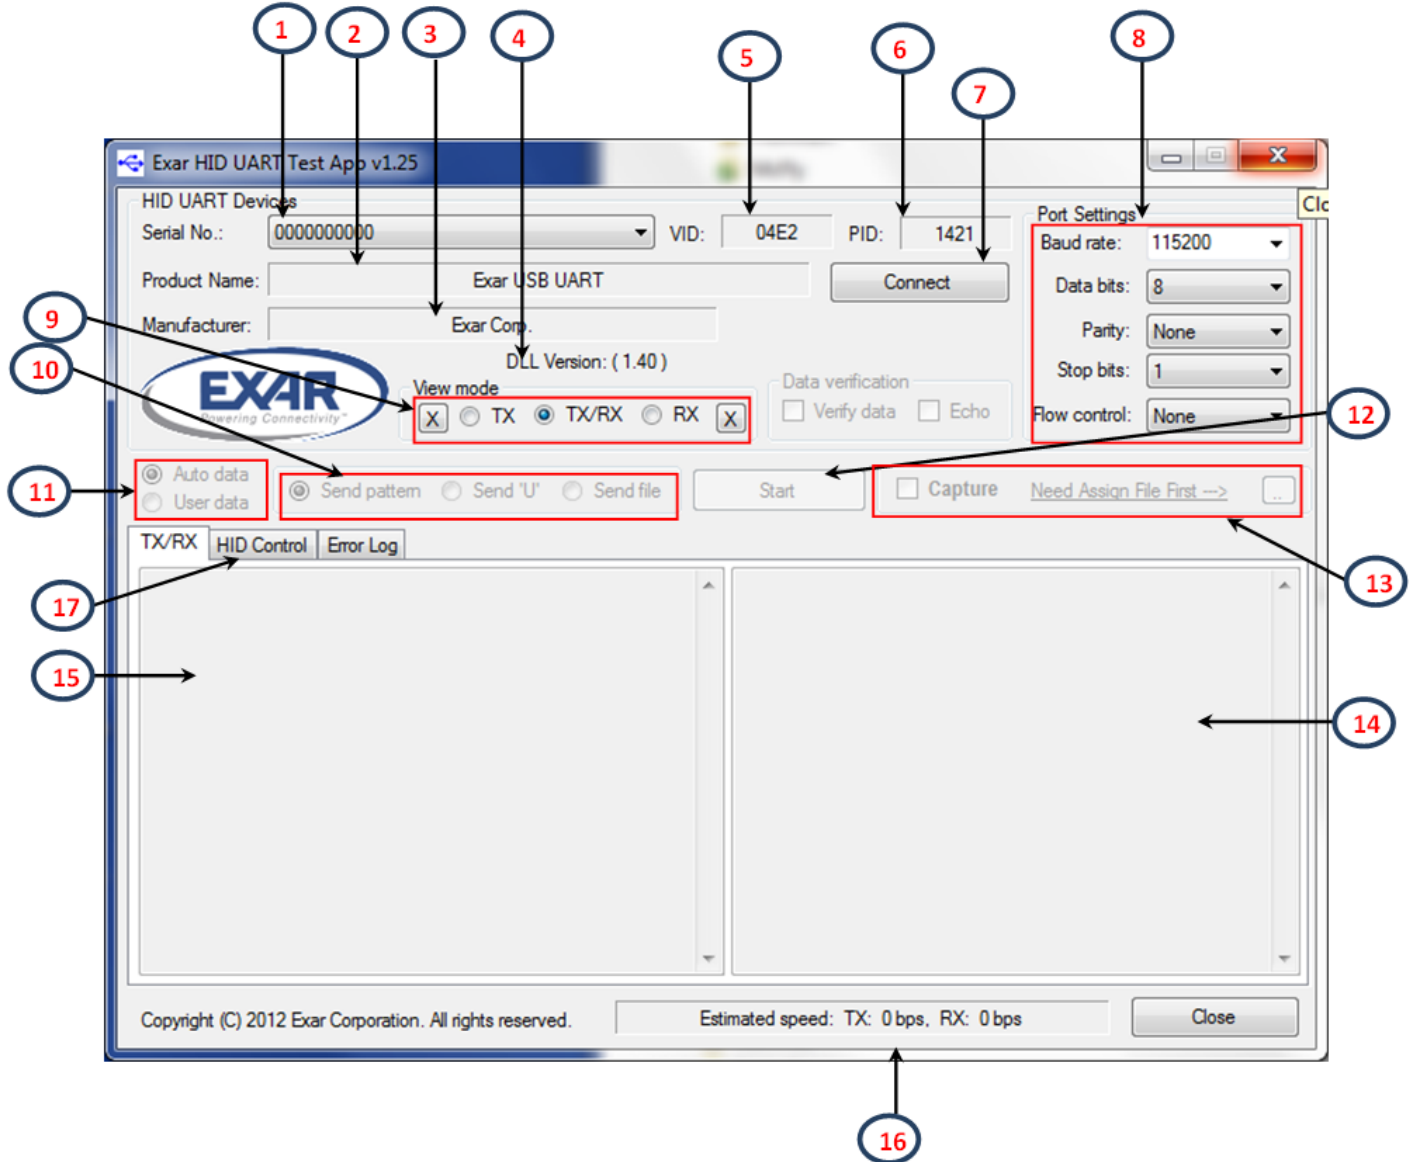 1 2 3 4 5 6 7 8
Exar HID UART Test App v1.25
Clo
HID UART Devices
Serial No.: 0000000000 VID: 04E2 PID: 1421
Port Settings
Baud rate: 115200
Product Name: Exar USB UART Connect
Data bits: 8
9
Manufacturer: Exar Corp.
Parity: None
10
DLL Version: ( 1.40 )
Stop bits: 1
EXAR
Powering Connectivity™
View mode
X TX TX/RX RX X
Data verification
Verify data Echo
Flow control: None
12
11
Auto data
User data
Send pattern Send 'U' Send file
Start
Capture Need Assign File First ---> ..
TX/RX HID Control Error Log
13
17
15
14
Copyright (C) 2012 Exar Corporation. All rights reserved.
Estimated speed: TX: 0 bps, RX: 0 bps
Close
16